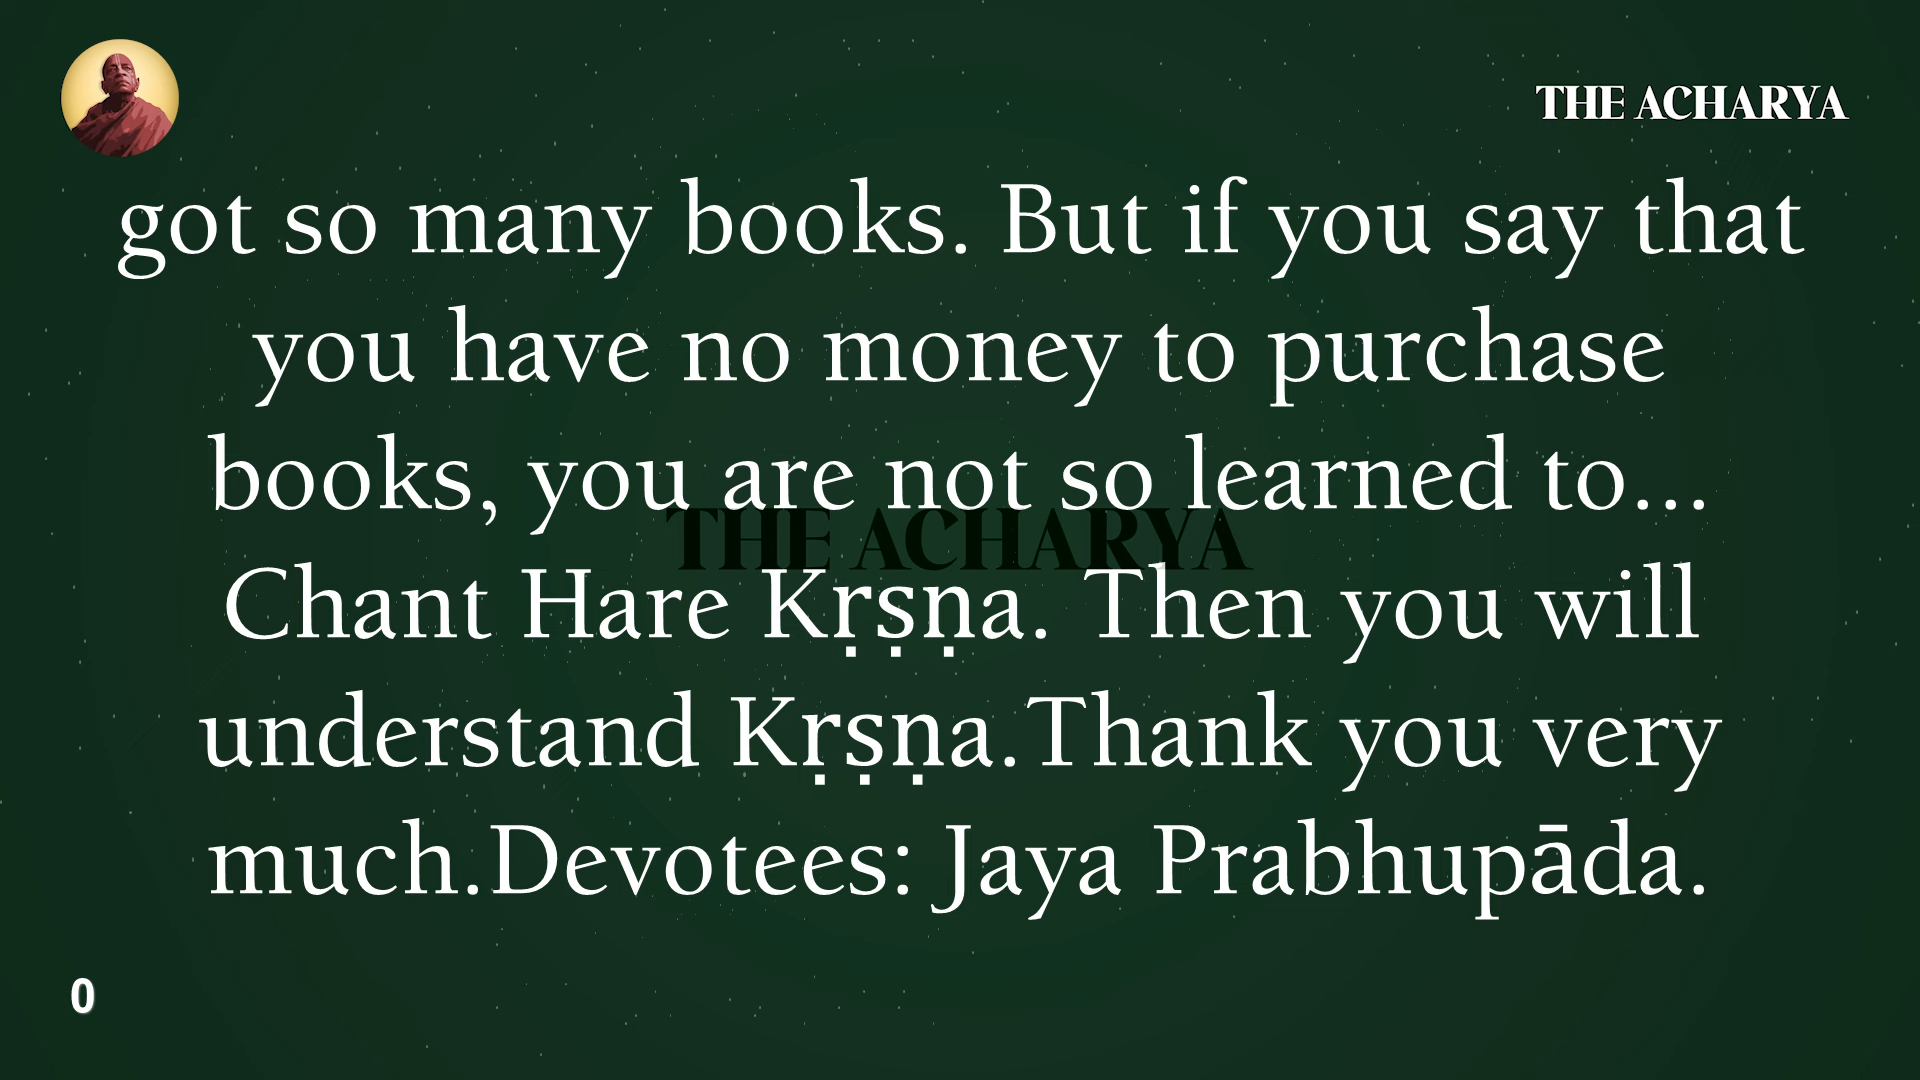 THE ACHARYA
got so many books. But if you say that
you have no money to purchase
books, you are not so learned to...
THE ACHARYA
Chant Hare Kṛṣṇa. Then you will
understand Kṛṣṇa.Thank you very
much.Devotees: Jaya Prabhupāda.
0